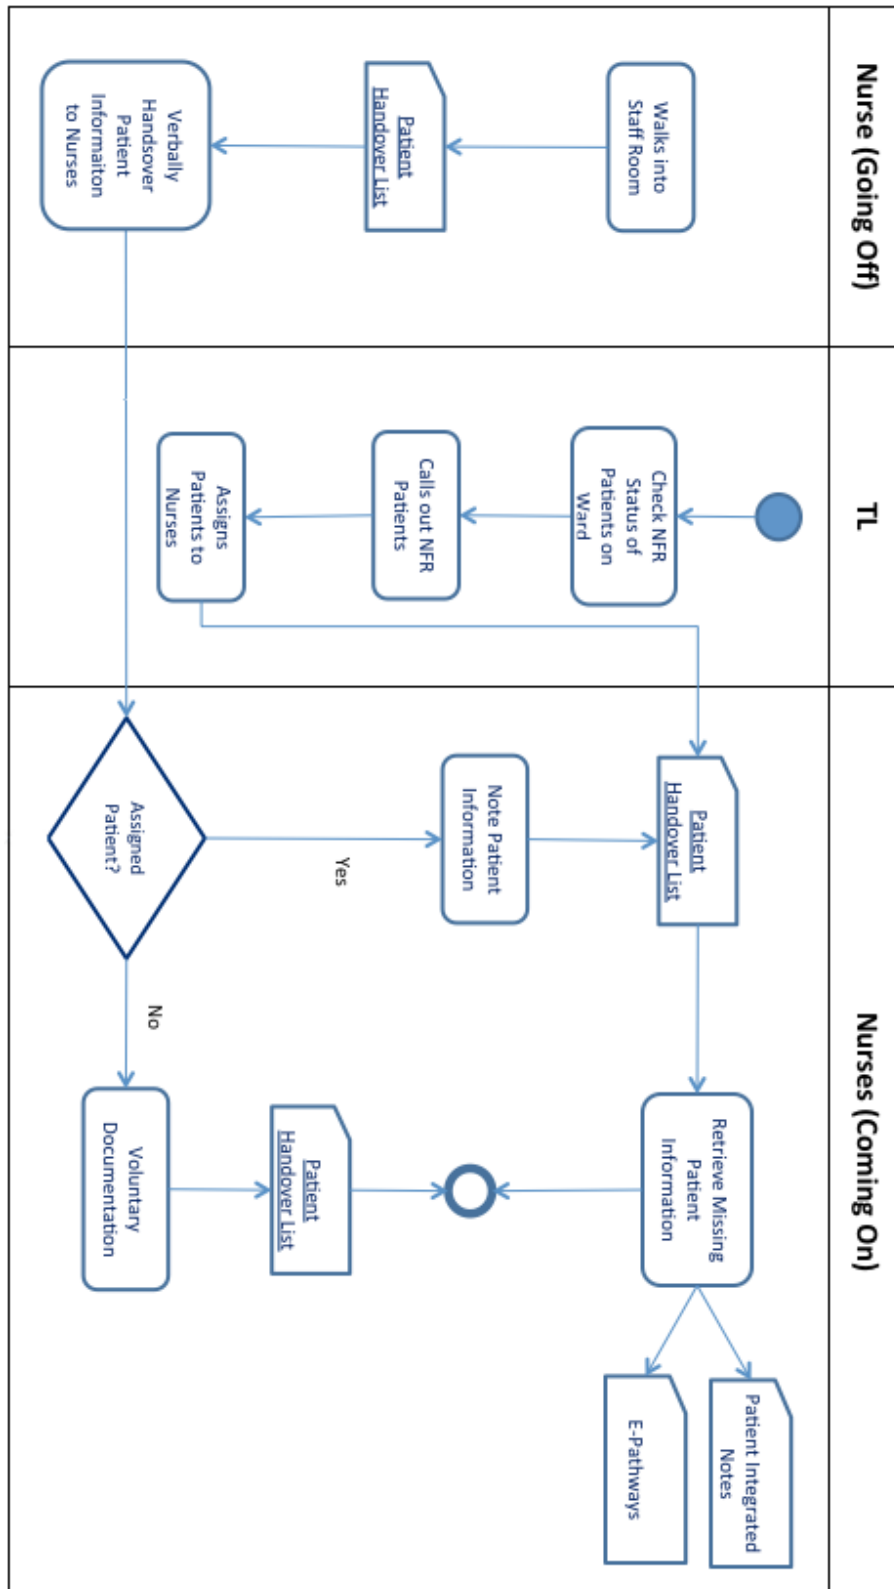 Nurse (Going Off)
Walks into
Staff Room
Patient
Handover List
Verbally
Handsover
Patient
Informaiton
to Nurses
TL
Check NFR
Status of
Patients on
Ward
Calls out NFR
Patients
Assigns
Patients to
Nurses
Nurses (Coming On)
Patient
Handover List
Note Patient
Information
Assigned
Patient?
Yes
No
Retrieve Missing
Patient
Information
Patient
Handover List
Voluntary
Documentation
Patient Integrated
Notes
E-Pathways